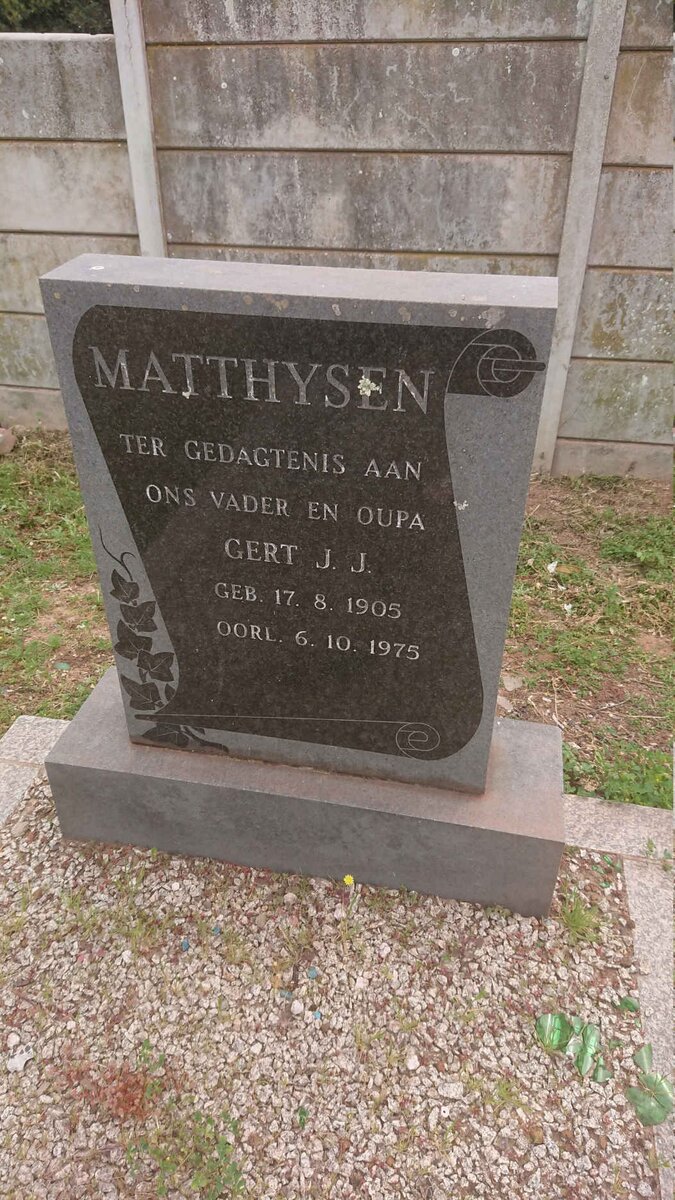 MATTHYSEN
TER GEDAGTENIS AAN
ONS VADER EN OUPA
GERT J. J.
GEB. 17. 8. 1905
OORL. 6. 10. 1975